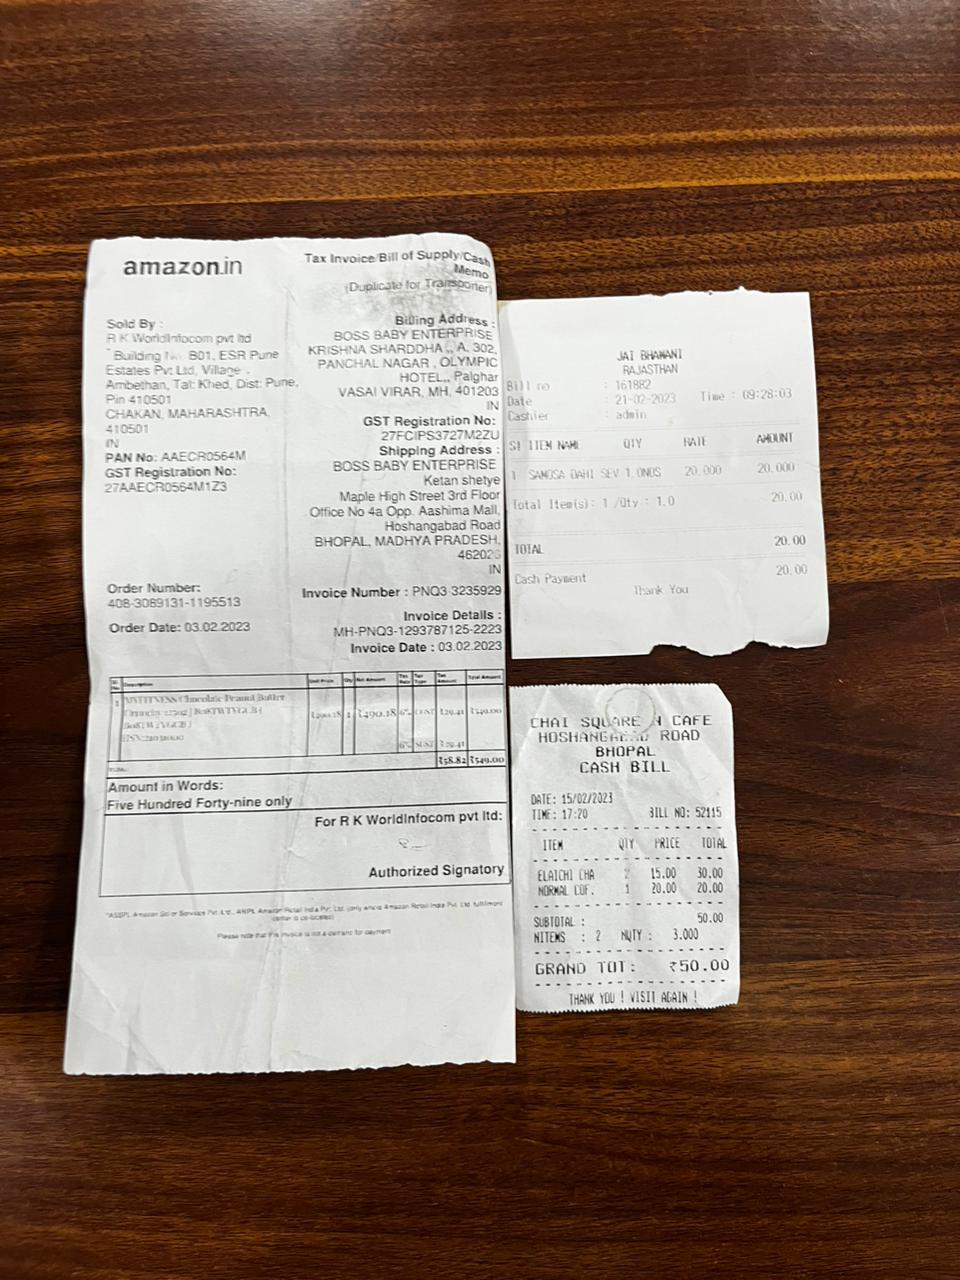 amazon.in
Tax Invoice/Bill of Supply/Cash
Memo
(Duplicate for Transporter)
Sold By :
R K WorldInfocom pvt ltd
Building No. B01, ESR Pune
Estates Pvt Ltd, Village
Ambethan, Tal: Khed, Dist: Pune,
Pin 410501
CHAKAN, MAHARASHTRA,
410501
IN
PAN No: AAECR0564M
GST Registration No:
27AAECR0564M1Z3
Billing Address :
BOSS BABY ENTERPRISE
KRISHNA SHARDDHA,, A, 302,
PANCHAL NAGAR , OLYMPIC
HOTEL,, Palghar
VASAI VIRAR, MH, 401203
IN
GST Registration No:
27FCIPS3727M2ZU
Shipping Address :
BOSS BABY ENTERPRISE
Ketan shetye
Maple High Street 3rd Floor
Office No 4a Opp. Aashima Mall,
Hoshangabad Road
BHOPAL, MADHYA PRADESH,
IN
Order Number:
408-3089131-1195513
Order Date: 03.02.2023
Invoice Number : PNQ3-3235929
Invoice Details :
MH-PNQ3-1293787125-2223
Invoice Date : 03.02.2023
Sl. No Description Unit Price Qty Net Amount Tax Rate Tax Type Tax Amount Total Amount
1 MYFITNESS Chocolate Peanut Butter
Crunchy
₹490.18 1 ₹490.18 6% CGST ₹29.41 ₹549.00
6% SGST ₹29.41
₹58.82 ₹549.00
Amount in Words:
Five Hundred Forty-nine only
For R K WorldInfocom pvt ltd:
Authorized Signatory
*ASSPL-Amazon Seller Services Pvt. Ltd., ARIPL-Amazon Retail India Pvt. Ltd. (only where Amazon Retail India Pvt. Ltd. fulfillment
center is co-located)
Please note that this invoice is not a demand for payment
JAI BHAWANI
RAJASTHAN
Bill no : 161882
Date : 21-02-2023 Time : 09:28:03
Cashier : admin
Sl ITEM NAME QTY RATE AMOUNT
1 SAMOSA DAHI SEV 1.0NOS 20.000 20.000
Total Item(s): 1 /Qty : 1.0 20.00
TOTAL 20.00
Cash Payment 20.00
Thank You
CHAI SQUARE N CAFE
HOSHANGABAD ROAD
BHOPAL
CASH BILL
DATE: 15/02/2023
TIME: 17:20 BILL NO: 52115
ITEM QTY PRICE TOTAL
ELAICHI CHA 2 15.00 30.00
NORMAL COF. 1 20.00 20.00
SUBTOTAL : 50.00
NITEMS : 2 NQTY : 3.000
GRAND TOT: ₹50.00
THANK YOU ! VISIT AGAIN !